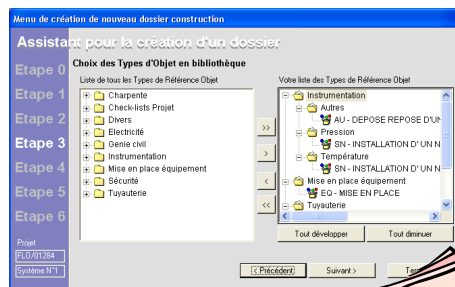 Menu de création de nouveau dossier construction
Assistant pour la création d'un dossier
Etape 0
Etape 1
Etape 2
Etape 3
Etape 4
Etape 5
Etape 6
Projet
FLO/01284
Système N°1
Choix des Types d'Objet en bibliothèque
Liste de tous les Types de Référence Objet
Charpente
Check-lists Projet
Divers
Electricité
Genie civil
Instrumentation
Mise en place équipement
Sécurité
Tuyauterie
>>
>
<
<<
Votre liste des Types de Référence Objet
Instrumentation
Autres
AU - DEPOSE REPOSE D'UN
Pression
SN - INSTALLATION D' UN N
Température
SN - INSTALLATION D' UN N
Mise en place équipement
EQ - MISE EN PLACE
Tuyauterie
Tout développer
Tout diminuer
< Précédent
Suivant >